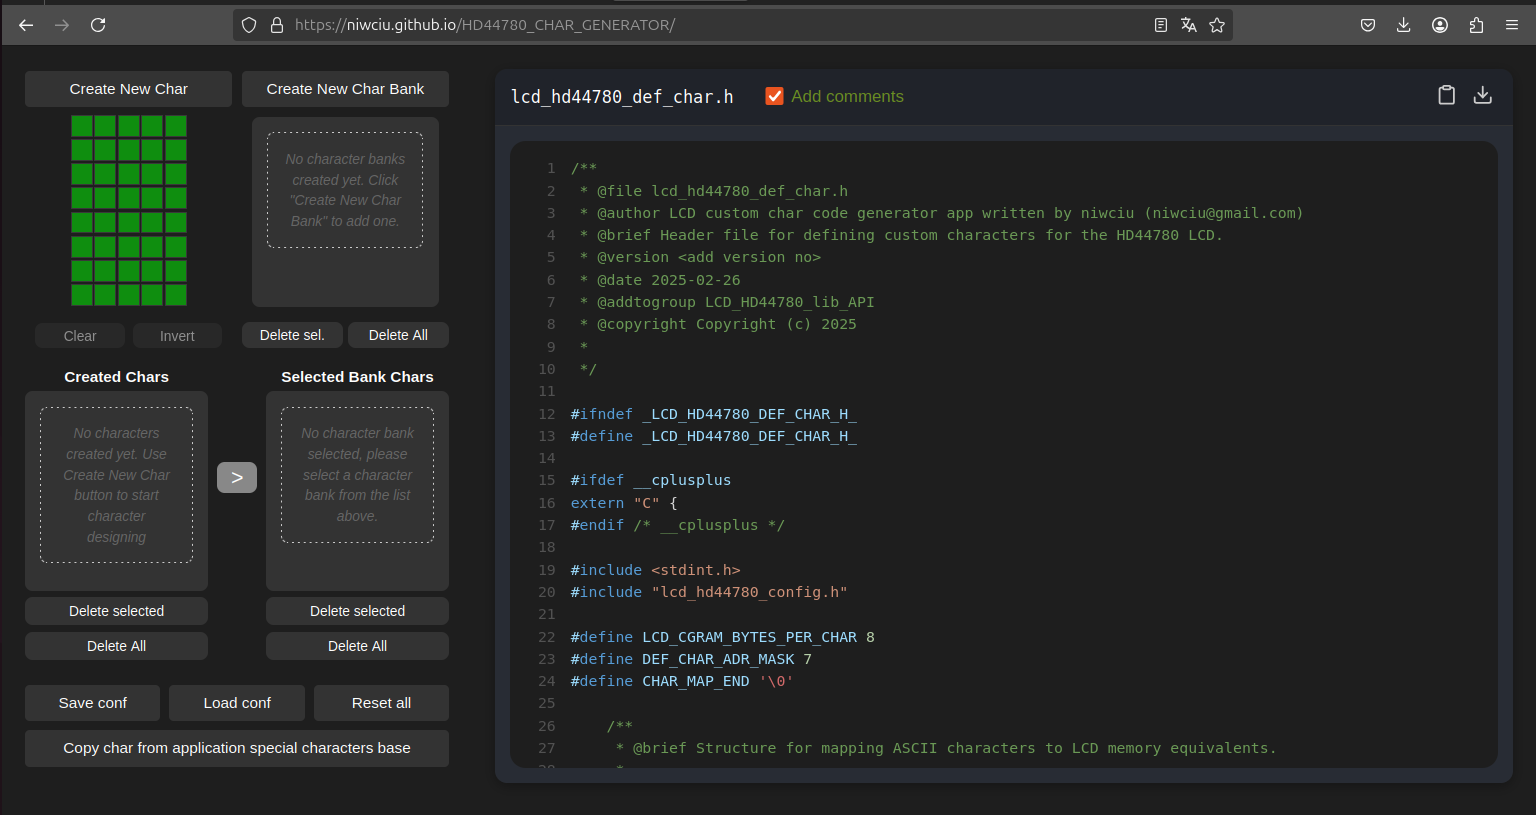 https://niwciu.github.io/HD44780_CHAR_GENERATOR/
Create New Char
Create New Char Bank
No character banks
created yet. Click
"Create New Char
Bank" to add one.
Clear
Invert
Delete sel.
Delete All
Created Chars
Selected Bank Chars
No characters
created yet. Use
Create New Char
button to start
character
designing
>
No character bank
selected, please
select a character
bank from the list
above.
Delete selected
Delete selected
Delete All
Delete All
Save conf
Load conf
Reset all
Copy char from application special characters base
lcd_hd44780_def_char.h
Add comments
1 /**
2  * @file lcd_hd44780_def_char.h
3  * @author LCD custom char code generator app written by niwciu (niwciu@gmail.com)
4  * @brief Header file for defining custom characters for the HD44780 LCD.
5  * @version <add version no>
6  * @date 2025-02-26
7  * @addtogroup LCD_HD44780_lib_API
8  * @copyright Copyright (c) 2025
9  *
10  */
11
12 #ifndef _LCD_HD44780_DEF_CHAR_H_
13 #define _LCD_HD44780_DEF_CHAR_H_
14
15 #ifdef __cplusplus
16 extern "C" {
17 #endif /* __cplusplus */
18
19 #include <stdint.h>
20 #include "lcd_hd44780_config.h"
21
22 #define LCD_CGRAM_BYTES_PER_CHAR 8
23 #define DEF_CHAR_ADR_MASK 7
24 #define CHAR_MAP_END '\0'
25
26     /**
27      * @brief Structure for mapping ASCII characters to LCD memory equivalents.
28      *